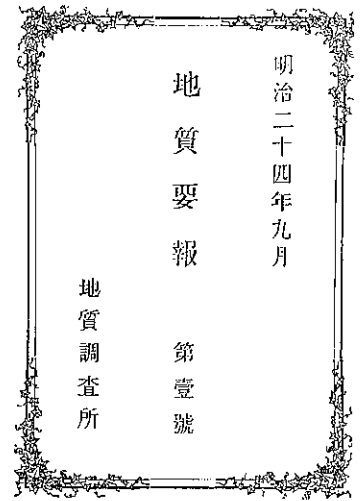 明治二十四年九月
地質要報 第壹號
地質調査所